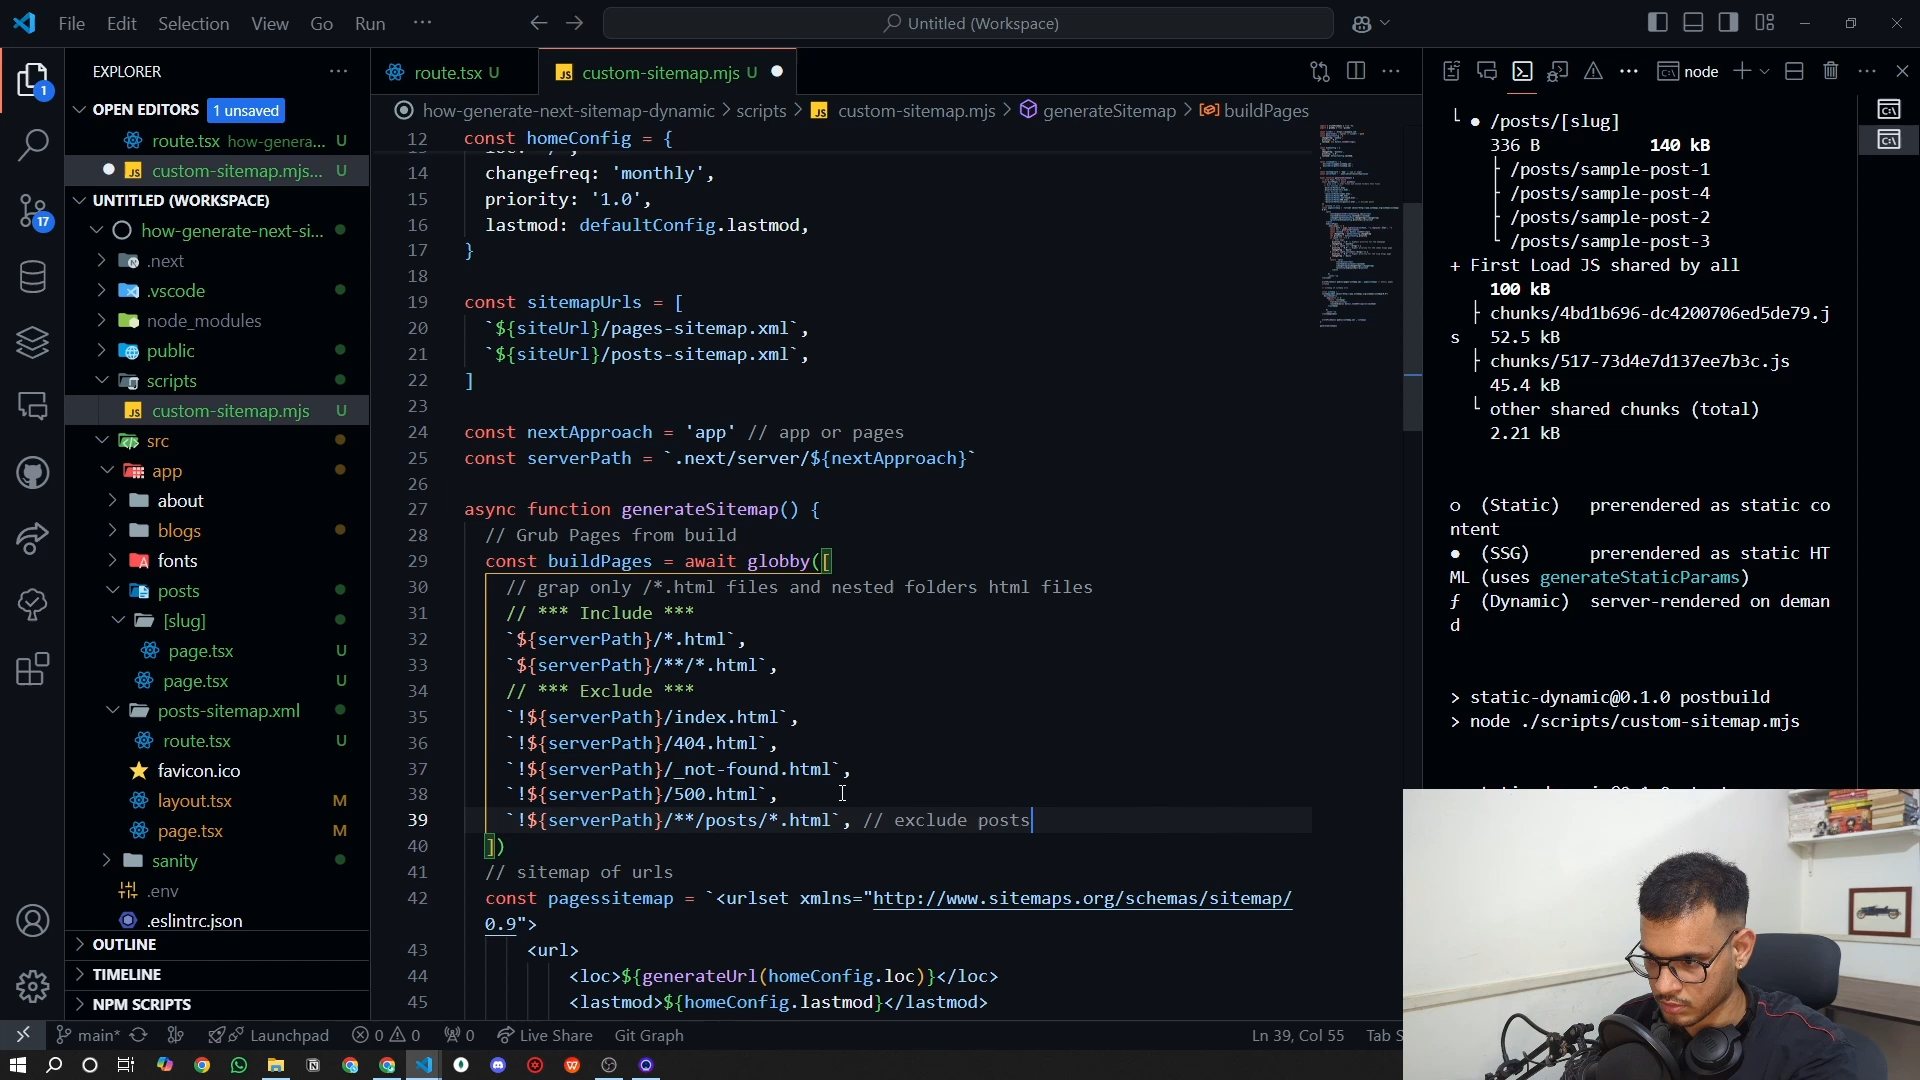 File Edit Selection View Go Run ··· Untitled (Workspace)
EXPLORER
OPEN EDITORS 1 unsaved
route.tsx how-genera... U
custom-sitemap.mjs... U
UNTITLED (WORKSPACE)
how-generate-next-si...
.next
.vscode
node_modules
public
scripts
custom-sitemap.mjs U
src
app
about
blogs
fonts
posts
[slug]
page.tsx U
page.tsx U
posts-sitemap.xml
route.tsx U
favicon.ico
layout.tsx M
page.tsx M
sanity
.env
.eslintrc.json
OUTLINE
TIMELINE
NPM SCRIPTS
1
17
route.tsx U custom-sitemap.mjs U
how-generate-next-sitemap-dynamic > scripts > custom-sitemap.mjs > generateSitemap > buildPages
12 const homeConfig = {
14 changefreq: 'monthly',
15 priority: '1.0',
16 lastmod: defaultConfig.lastmod,
17 }
18
19 const sitemapUrls = [
20 `${siteUrl}/pages-sitemap.xml`,
21 `${siteUrl}/posts-sitemap.xml`,
22 ]
23
24 const nextApproach = 'app' // app or pages
25 const serverPath = `.next/server/${nextApproach}`
26
27 async function generateSitemap() {
28 // Grub Pages from build
29 const buildPages = await globby([
30 // grap only /*.html files and nested folders html files
31 // *** Include ***
32 `${serverPath}/*.html`,
33 `${serverPath}/**/*.html`,
34 // *** Exclude ***
35 `!${serverPath}/index.html`,
36 `!${serverPath}/404.html`,
37 `!${serverPath}/_not-found.html`,
38 `!${serverPath}/500.html`,
39 `!${serverPath}/**/posts/*.html`, // exclude posts
40 ])
41 // sitemap of urls
42 const pagessitemap = `<urlset xmlns="http://www.sitemaps.org/schemas/sitemap/
0.9">
43 <url>
44 <loc>${generateUrl(homeConfig.loc)}</loc>
45 <lastmod>${homeConfig.lastmod}</lastmod>
node
└ ● /posts/[slug]
336 B 140 kB
├ /posts/sample-post-1
├ /posts/sample-post-4
├ /posts/sample-post-2
└ /posts/sample-post-3
+ First Load JS shared by all
100 kB
├ chunks/4bd1b696-dc4200706ed5de79.j
s 52.5 kB
├ chunks/517-73d4e7d137ee7b3c.js
45.4 kB
└ other shared chunks (total)
2.21 kB
o (Static) prerendered as static co
ntent
● (SSG) prerendered as static HT
ML (uses generateStaticParams)
ƒ (Dynamic) server-rendered on deman
d
> static-dynamic@0.1.0 postbuild
> node ./scripts/custom-sitemap.mjs
main* Launchpad 0 0 0 Live Share Git Graph Ln 39, Col 55 Tab S